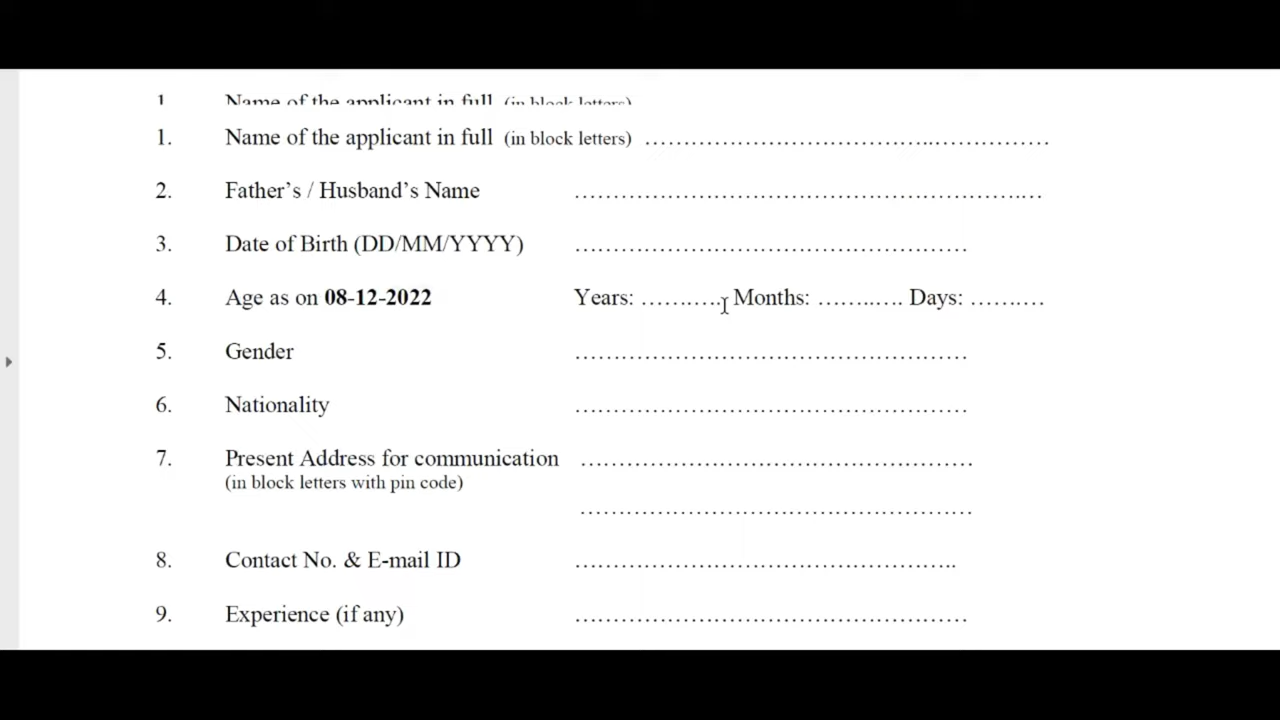 1. Name of the applicant in full (in block letters)
1. Name of the applicant in full (in block letters) ……………………………………..……………
2. Father's / Husband's Name …………………………………………………….…
3. Date of Birth (DD/MM/YYYY) ……………………………………………
4. Age as on 08-12-2022 Years: ………. Months: ………. Days: ………
5. Gender ……………………………………………
6. Nationality ……………………………………………
7. Present Address for communication ……………………………………………
(in block letters with pin code)
……………………………………………
8. Contact No. & E-mail ID …………………………………………..
9. Experience (if any) ……………………………………………